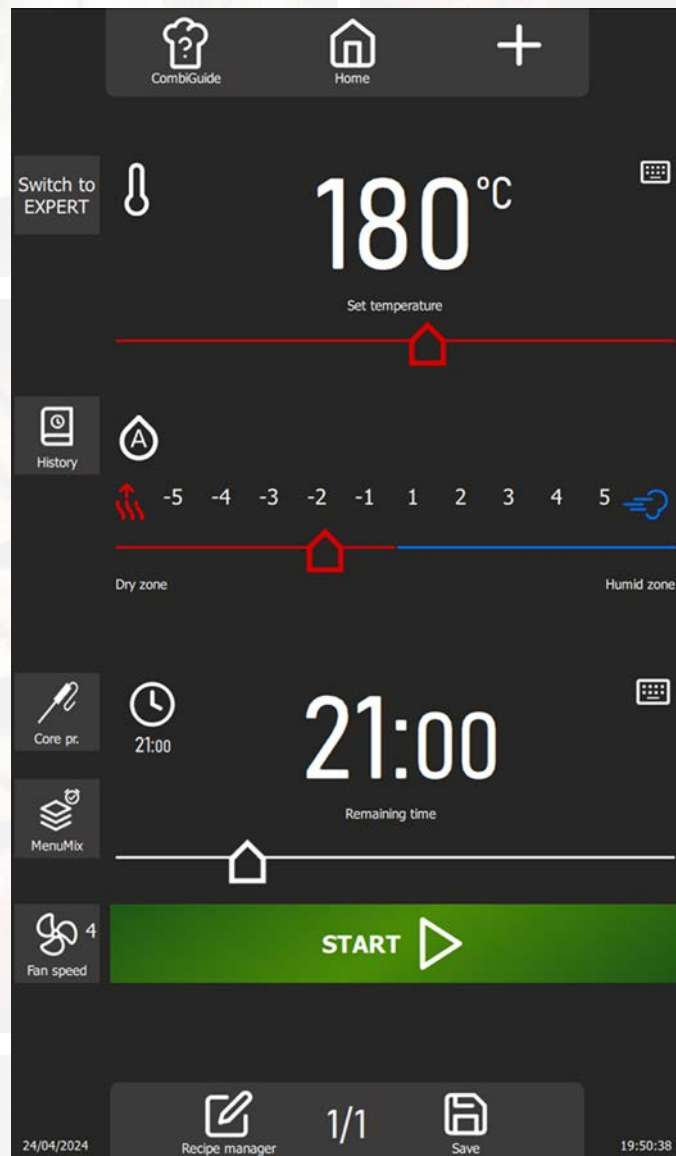 CombiGuide
Home
Switch to
EXPERT
180°C
Set temperature
History
A
-5 -4 -3 -2 -1 1 2 3 4 5
Dry zone
Humid zone
Core pr.
21:00
21:00
Remaining time
MenuMix
4
Fan speed
START
Recipe manager
1/1
Save
24/04/2024
19:50:38